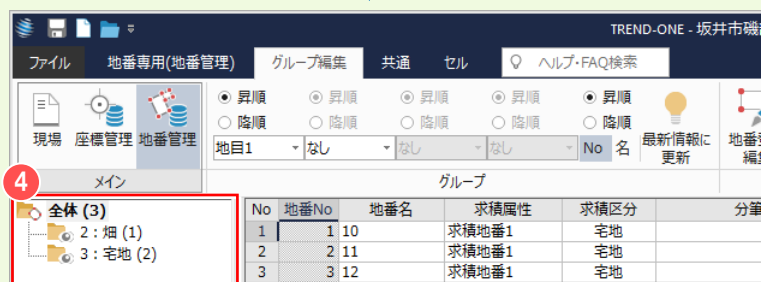 TREND-ONE - 坂井市磯
ファイル 地番専用(地番管理) グループ編集 共通 セル ヘルプ・FAQ検索
昇順 昇順 昇順 昇順 昇順
降順 降順 降順 降順 降順
現場 座標管理 地番管理 地目1 なし なし なし No 名 最新情報に更新 地番
編
メイン グループ
4
全体 (3)
2 : 畑 (1)
3 : 宅地 (2)
No 地番No 地番名 求積属性 求積区分 分筆
1 1 10 求積地番1 宅地
2 2 11 求積地番1 宅地
3 3 12 求積地番1 宅地